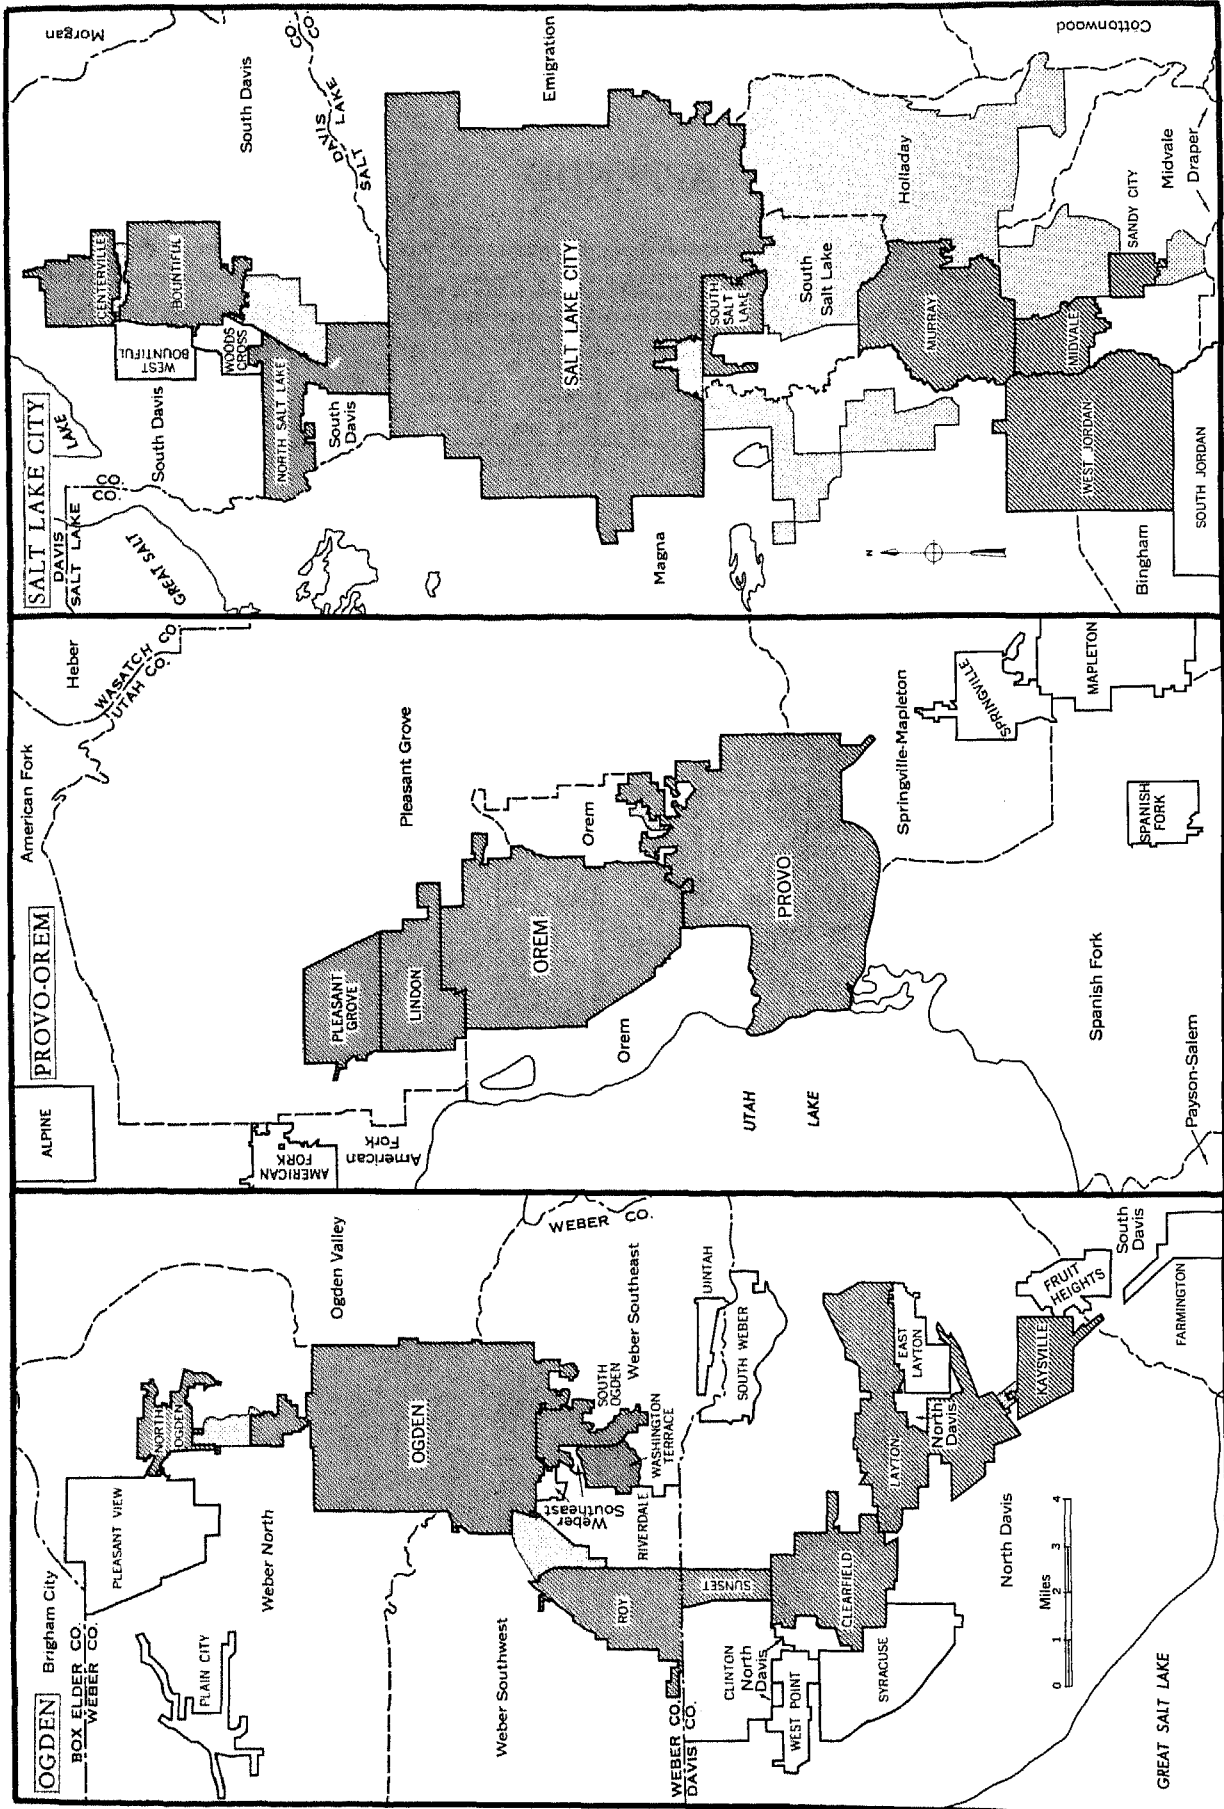 OGDEN
Brigham City
BOX ELDER CO.
WEBER CO.
PLEASANT VIEW
PLAIN CITY
Weber North
NORTH
OGDEN
Ogden Valley
OGDEN
WEBER CO.
Weber Southeast
SOUTH
OGDEN
WASHINGTON
TERRACE
Weber
Southeast
RIVERDALE
Weber Southwest
ROY
UINTAH
SOUTH WEBER
WEBER CO.
DAVIS CO.
SUNSET
CLINTON
North
Davis
WEST POINT
CLEARFIELD
SYRACUSE
LAYTON
EAST
LAYTON
North
Davis
KAYSVILLE
FRUIT
HEIGHTS
South
Davis
FARMINGTON
North Davis
Miles
0 1 2 3 4
GREAT SALT LAKE
PROVO-OREM
ALPINE
American Fork
Heber
WASATCH CO.
UTAH CO.
AMERICAN
FORK
American
Fork
PLEASANT
GROVE
LINDON
Pleasant Grove
OREM
Orem
Orem
UTAH
LAKE
PROVO
Springville-Mapleton
SPRINGVILLE
MAPLETON
SPANISH
FORK
Spanish Fork
Payson-Salem
SALT LAKE CITY
DAVIS CO.
SALT LAKE CO.
LAKE
GREAT SALT
South Davis
WEST
BOUNTIFUL
CENTERVILLE
BOUNTIFUL
WOODS
CROSS
NORTH SALT LAKE
South
Davis
South Davis
Morgan
DAVIS CO.
SALT LAKE CO.
Emigration
SALT LAKE CITY
Magna
SOUTH
SALT
LAKE
South
Salt Lake
Holladay
Cottonwood
N
MURRAY
MIDVALE
SANDY CITY
Midvale
Draper
WEST JORDAN
Bingham
SOUTH JORDAN